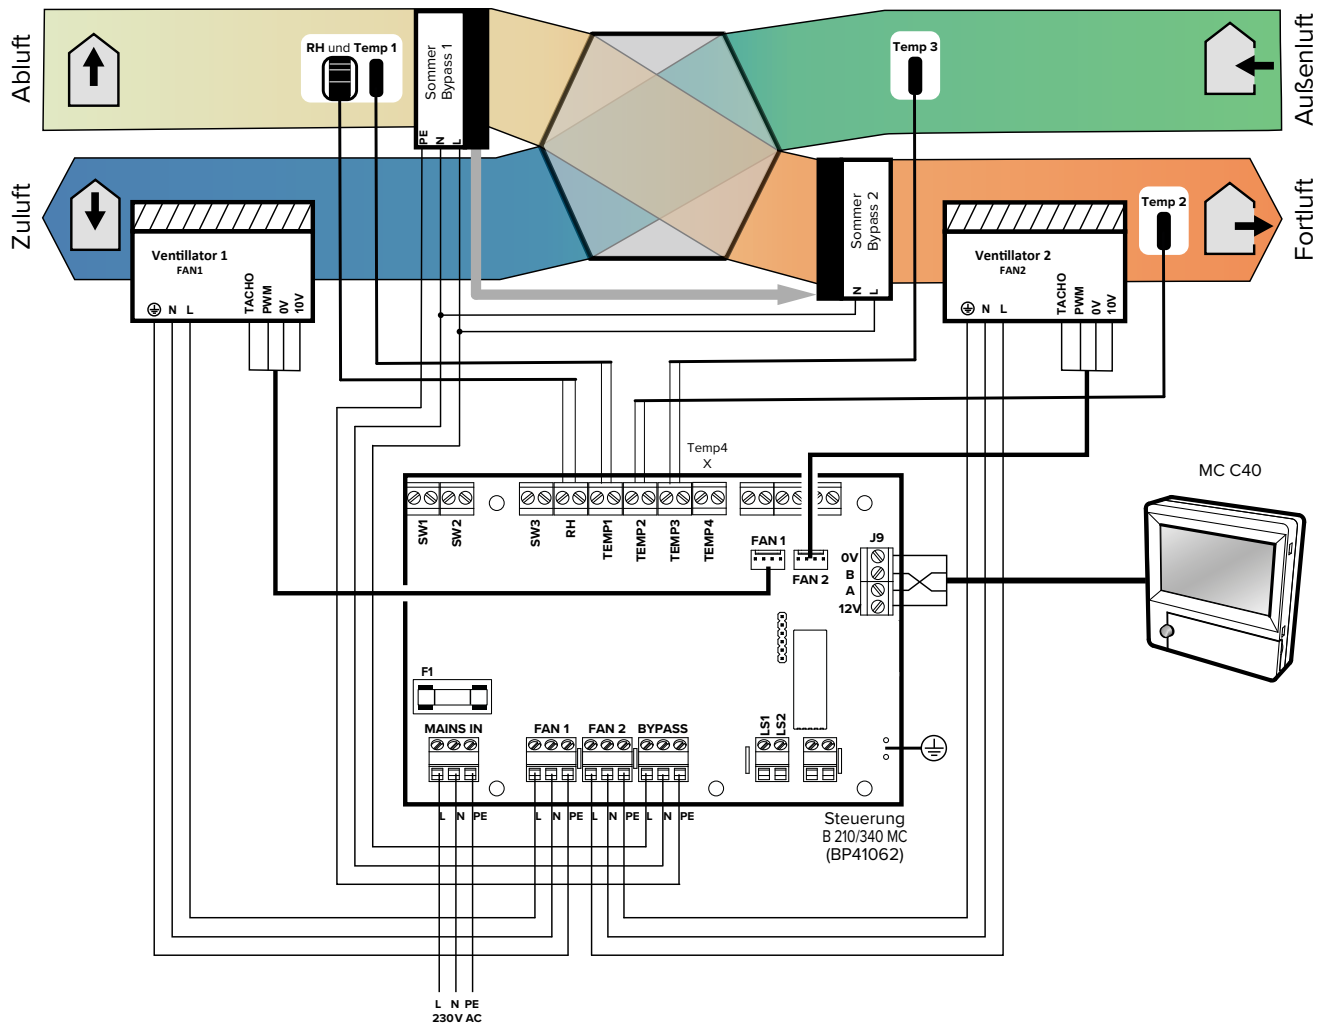 Abluft
RH und Temp 1
Sommer
Bypass 1
PE
N
L
Temp 3
Außenluft
Zuluft
Ventillator 1
FAN1
N
L
TACHO
PWM
0V
10V
Sommer
Bypass 2
N
L
Ventillator 2
FAN2
N
L
TACHO
PWM
0V
10V
Temp 2
Fortluft
Temp4
X
MC C40
SW1
SW2
SW3
RH
TEMP1
TEMP2
TEMP3
TEMP4
FAN 1
FAN 2
J9
0V
B
A
12V
F1
MAINS IN
FAN 1
FAN 2
BYPASS
LS1
LS2
L N PE
L N PE L N PE L N PE
Steuerung
B 210/340 MC
(BP41062)
L N PE
230V AC